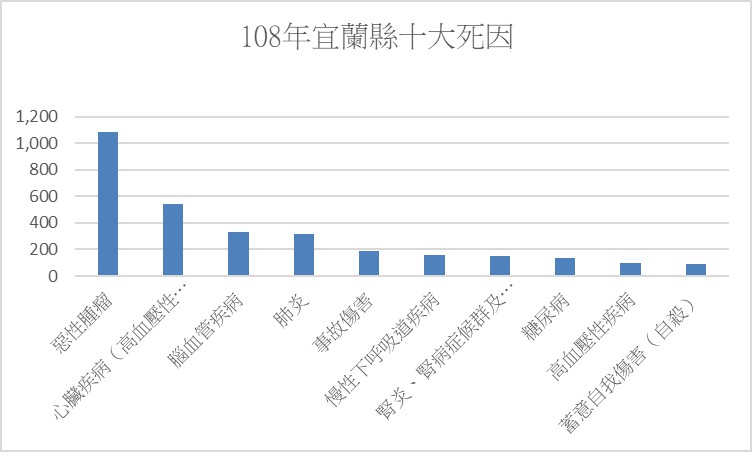 108年宜蘭縣十大死因
1,200
1,000
800
600
400
200
0
惡性腫瘤
心臟疾病（高血壓性…
腦血管疾病
肺炎
事故傷害
慢性下呼吸道疾病
腎炎、腎病症候群及…
糖尿病
高血壓性疾病
蓄意自我傷害（自殺）